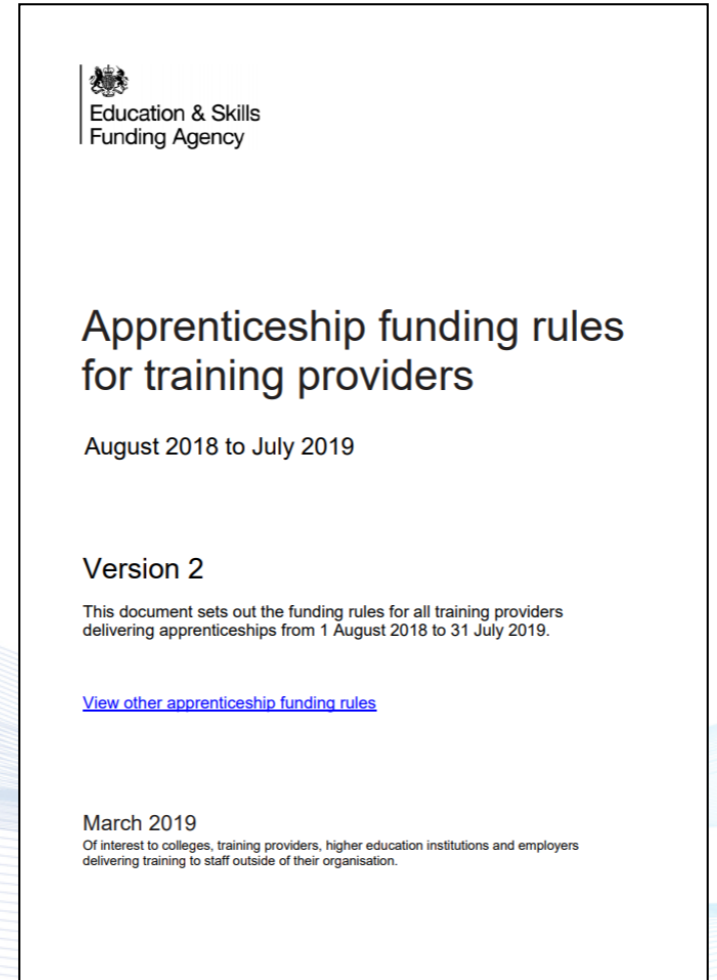 Education & Skills
Funding Agency
Apprenticeship funding rules
for training providers
August 2018 to July 2019
Version 2
This document sets out the funding rules for all training providers
delivering apprenticeships from 1 August 2018 to 31 July 2019.
View other apprenticeship funding rules
March 2019
Of interest to colleges, training providers, higher education institutions and employers
delivering training to staff outside of their organisation.